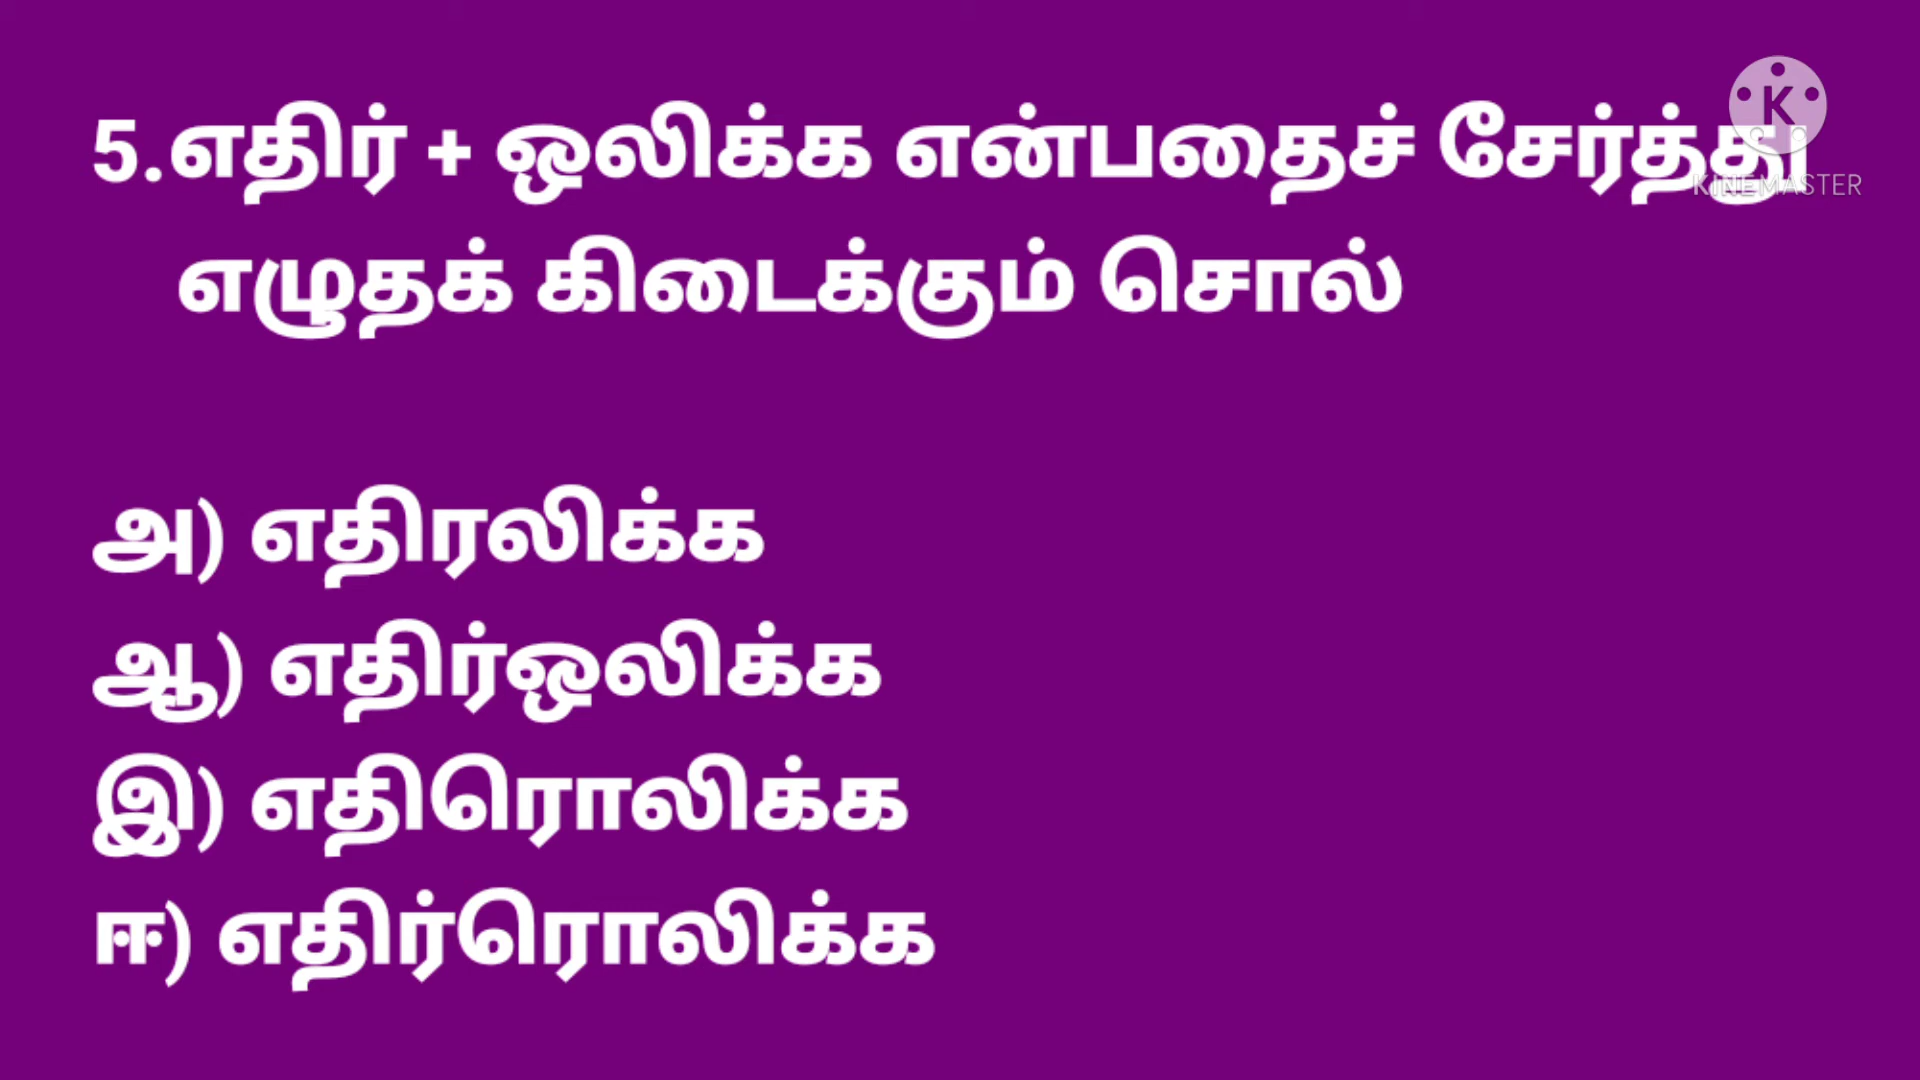 5.எதிர் + ஒலிக்க என்பதைச் சேர்த்து
எழுதக் கிடைக்கும் சொல்
அ) எதிரலிக்க
ஆ) எதிர்ஒலிக்க
இ) எதிரொலிக்க
ஈ) எதிர்ரொலிக்க
K
KINEMASTER